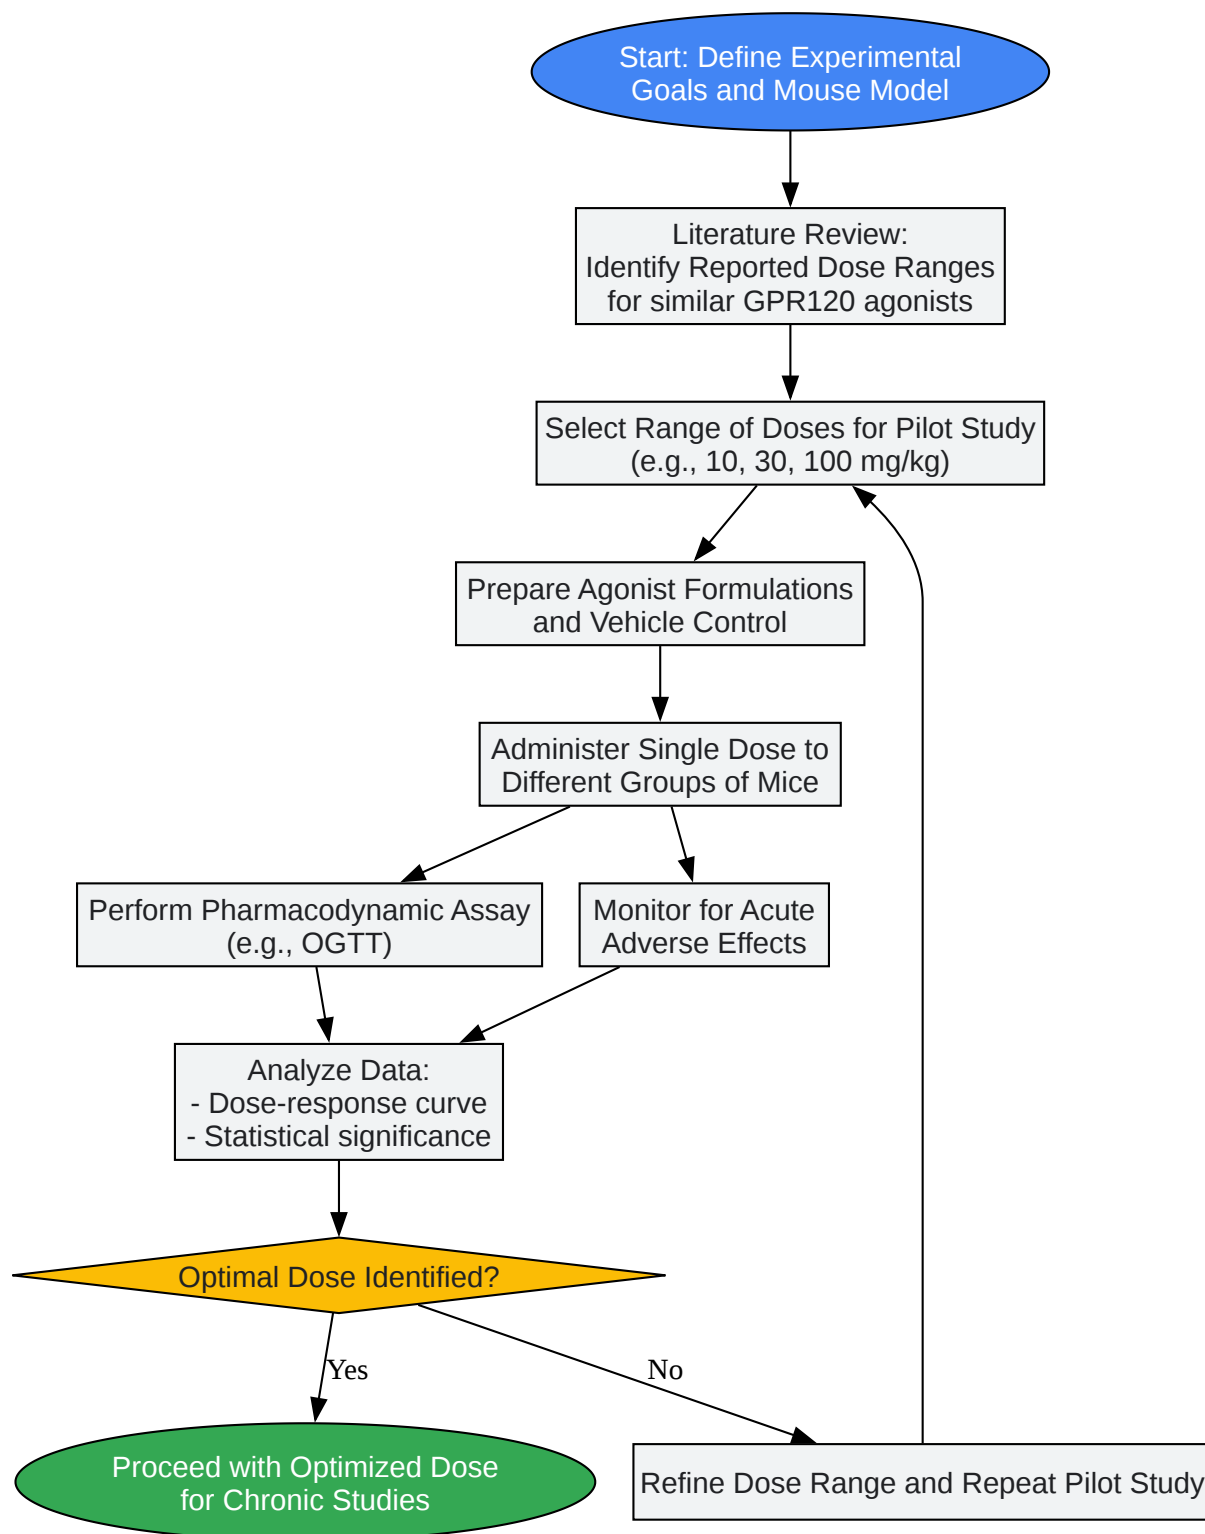 Start: Define Experimental
Goals and Mouse Model
Literature Review:
Identify Reported Dose Ranges
for similar GPR120 agonists
Select Range of Doses for Pilot Study
(e.g., 10, 30, 100 mg/kg)
Prepare Agonist Formulations
and Vehicle Control
Administer Single Dose to
Different Groups of Mice
Perform Pharmacodynamic Assay
(e.g., OGTT)
Monitor for Acute
Adverse Effects
Analyze Data:
- Dose-response curve
- Statistical significance
Optimal Dose Identified?
Yes
No
Proceed with Optimized Dose
for Chronic Studies
Refine Dose Range and Repeat Pilot Study